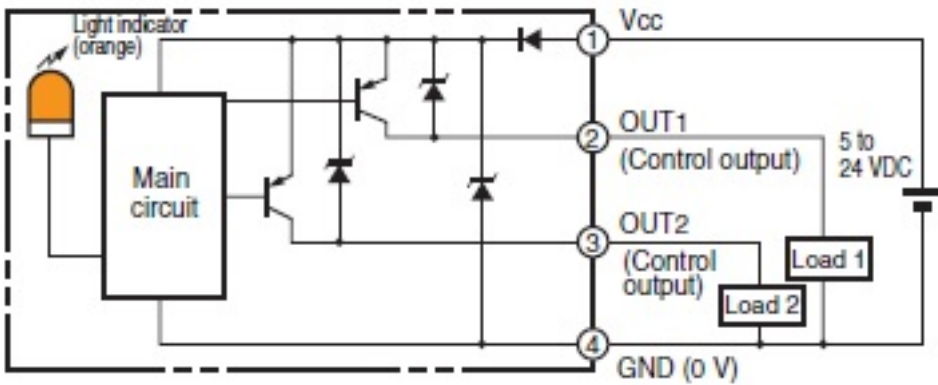 Light indicator
(orange)
Main
circuit
1
Vcc
2
OUT1
(Control output)
5 to
24 VDC
3
OUT2
(Control
output)
Load 1
Load 2
4
GND (0 V)